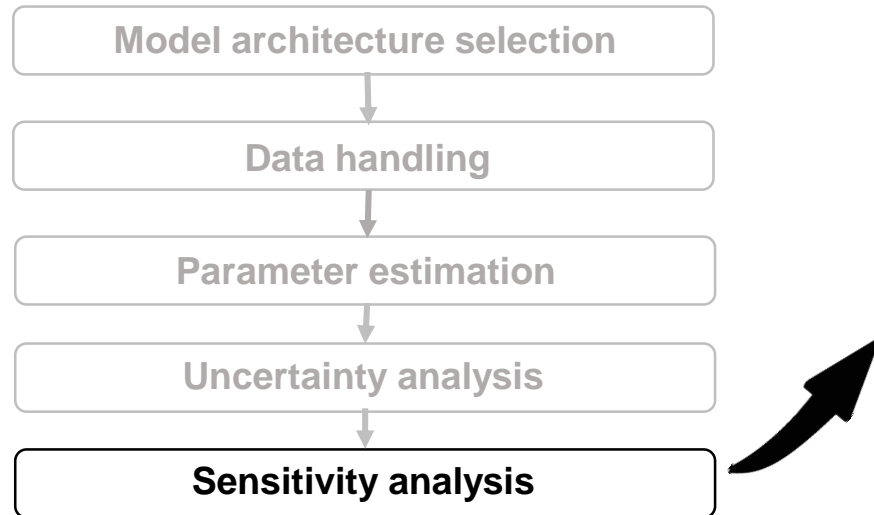 Model architecture selection
Data handling
Parameter estimation
Uncertainty analysis
Sensitivity analysis